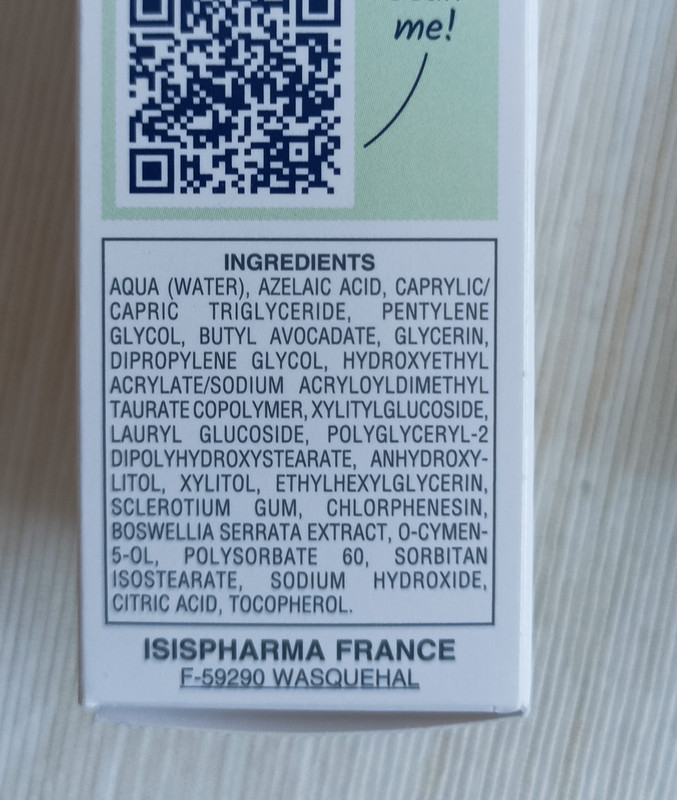 me!
INGREDIENTS
AQUA (WATER), AZELAIC ACID, CAPRYLIC/
CAPRIC TRIGLYCERIDE, PENTYLENE
GLYCOL, BUTYL AVOCADATE, GLYCERIN,
DIPROPYLENE GLYCOL, HYDROXYETHYL
ACRYLATE/SODIUM ACRYLOYLDIMETHYL
TAURATE COPOLYMER, XYLITYLGLUCOSIDE,
LAURYL GLUCOSIDE, POLYGLYCERYL-2
DIPOLYHYDROXYSTEARATE, ANHYDROXY-
LITOL, XYLITOL, ETHYLHEXYLGLYCERIN,
SCLEROTIUM GUM, CHLORPHENESIN,
BOSWELLIA SERRATA EXTRACT, O-CYMEN-
5-OL, POLYSORBATE 60, SORBITAN
ISOSTEARATE, SODIUM HYDROXIDE,
CITRIC ACID, TOCOPHEROL.
ISISPHARMA FRANCE
F-59290 WASQUEHAL